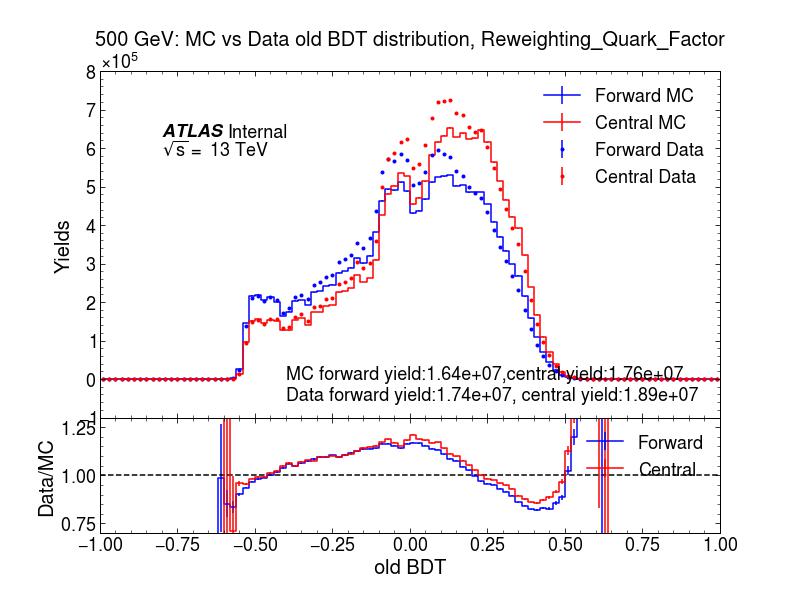 500 GeV: MC vs Data old BDT distribution, Reweighting_Quark_Factor
×10⁵
8
7
6
5
4
3
2
1
0
−1
Yields
ATLAS Internal
√s = 13 TeV
Forward MC
Central MC
Forward Data
Central Data
MC forward yield:1.64e+07,central yield:1.76e+07
Data forward yield:1.74e+07, central yield:1.89e+07
1.25
1.00
0.75
Data/MC
Forward
Central
−1.00 −0.75 −0.50 −0.25 0.00 0.25 0.50 0.75 1.00
old BDT